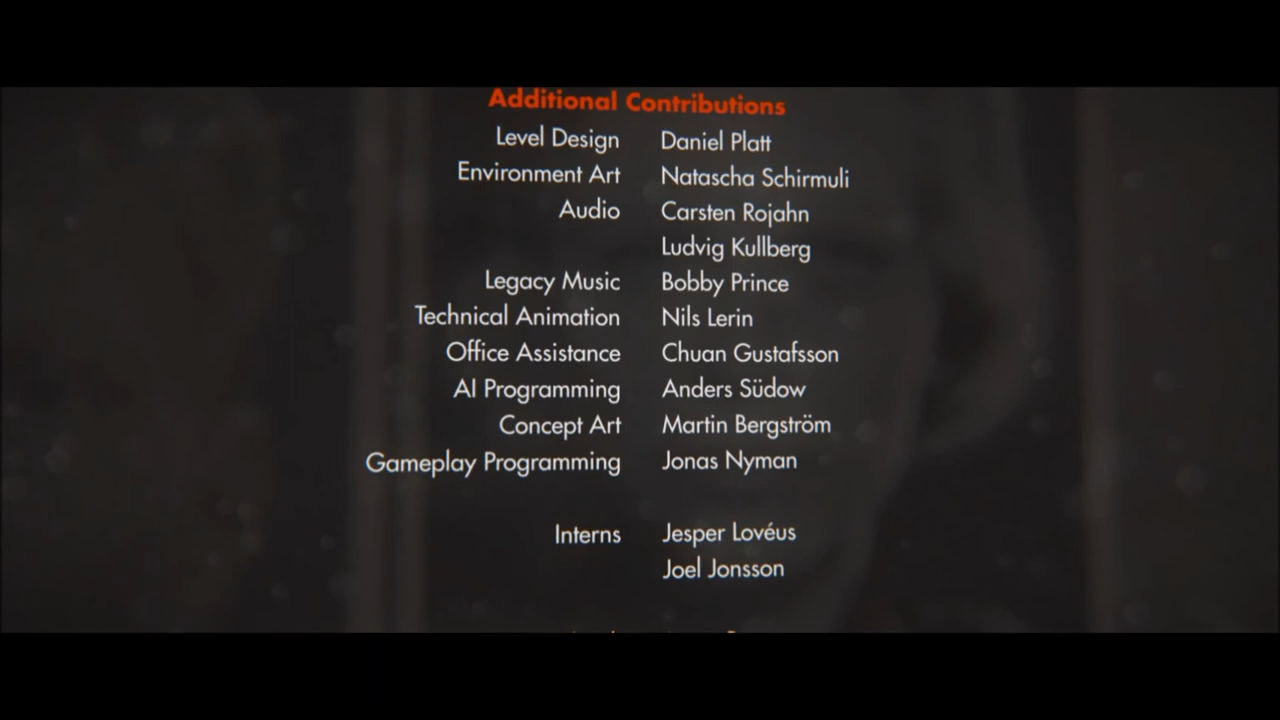 Additional Contributions
Level Design Daniel Platt
Environment Art Natascha Schirmuli
Audio Carsten Rojahn
Ludvig Kullberg
Legacy Music Bobby Prince
Technical Animation Nils Lerin
Office Assistance Chuan Gustafsson
AI Programming Anders Südow
Concept Art Martin Bergström
Gameplay Programming Jonas Nyman
Interns Jesper Lovéus
Joel Jonsson